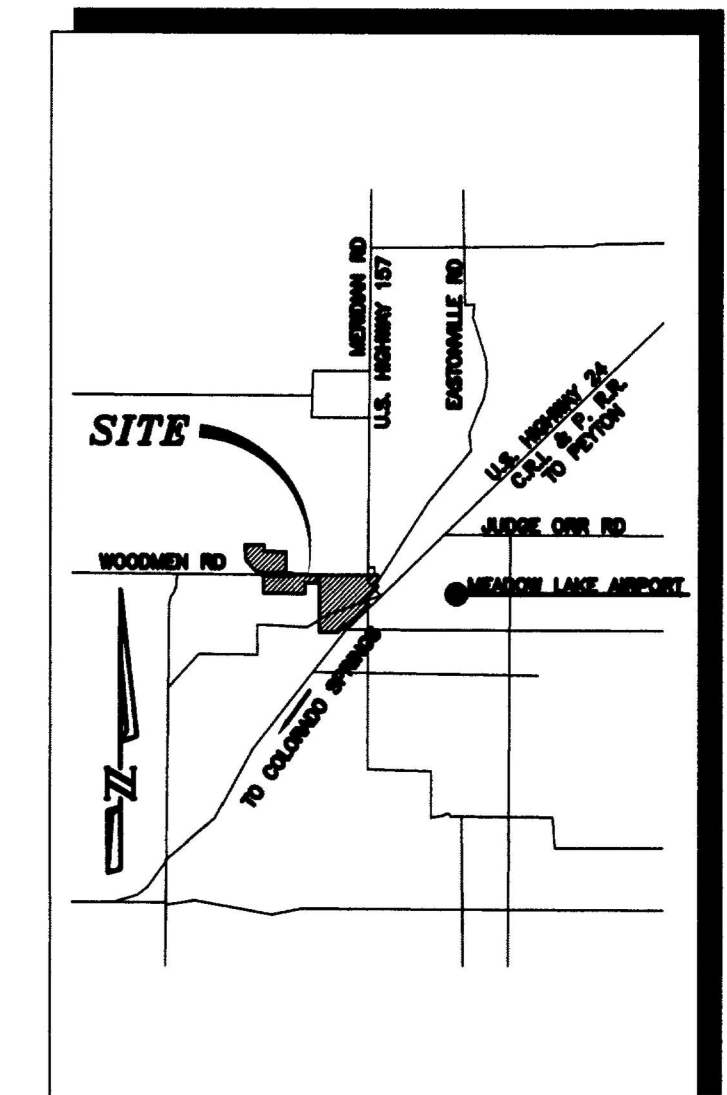 MERIDIAN RD
U.S. HIGHWAY 157
EASTONVILLE RD
U.S. HIGHWAY 24
C.R.I. & P. R.R.
TO PEYTON
SITE
JUDGE ORR RD
WOODMEN RD
MEADOW LAKE AIRPORT
TO COLORADO SPRINGS
N